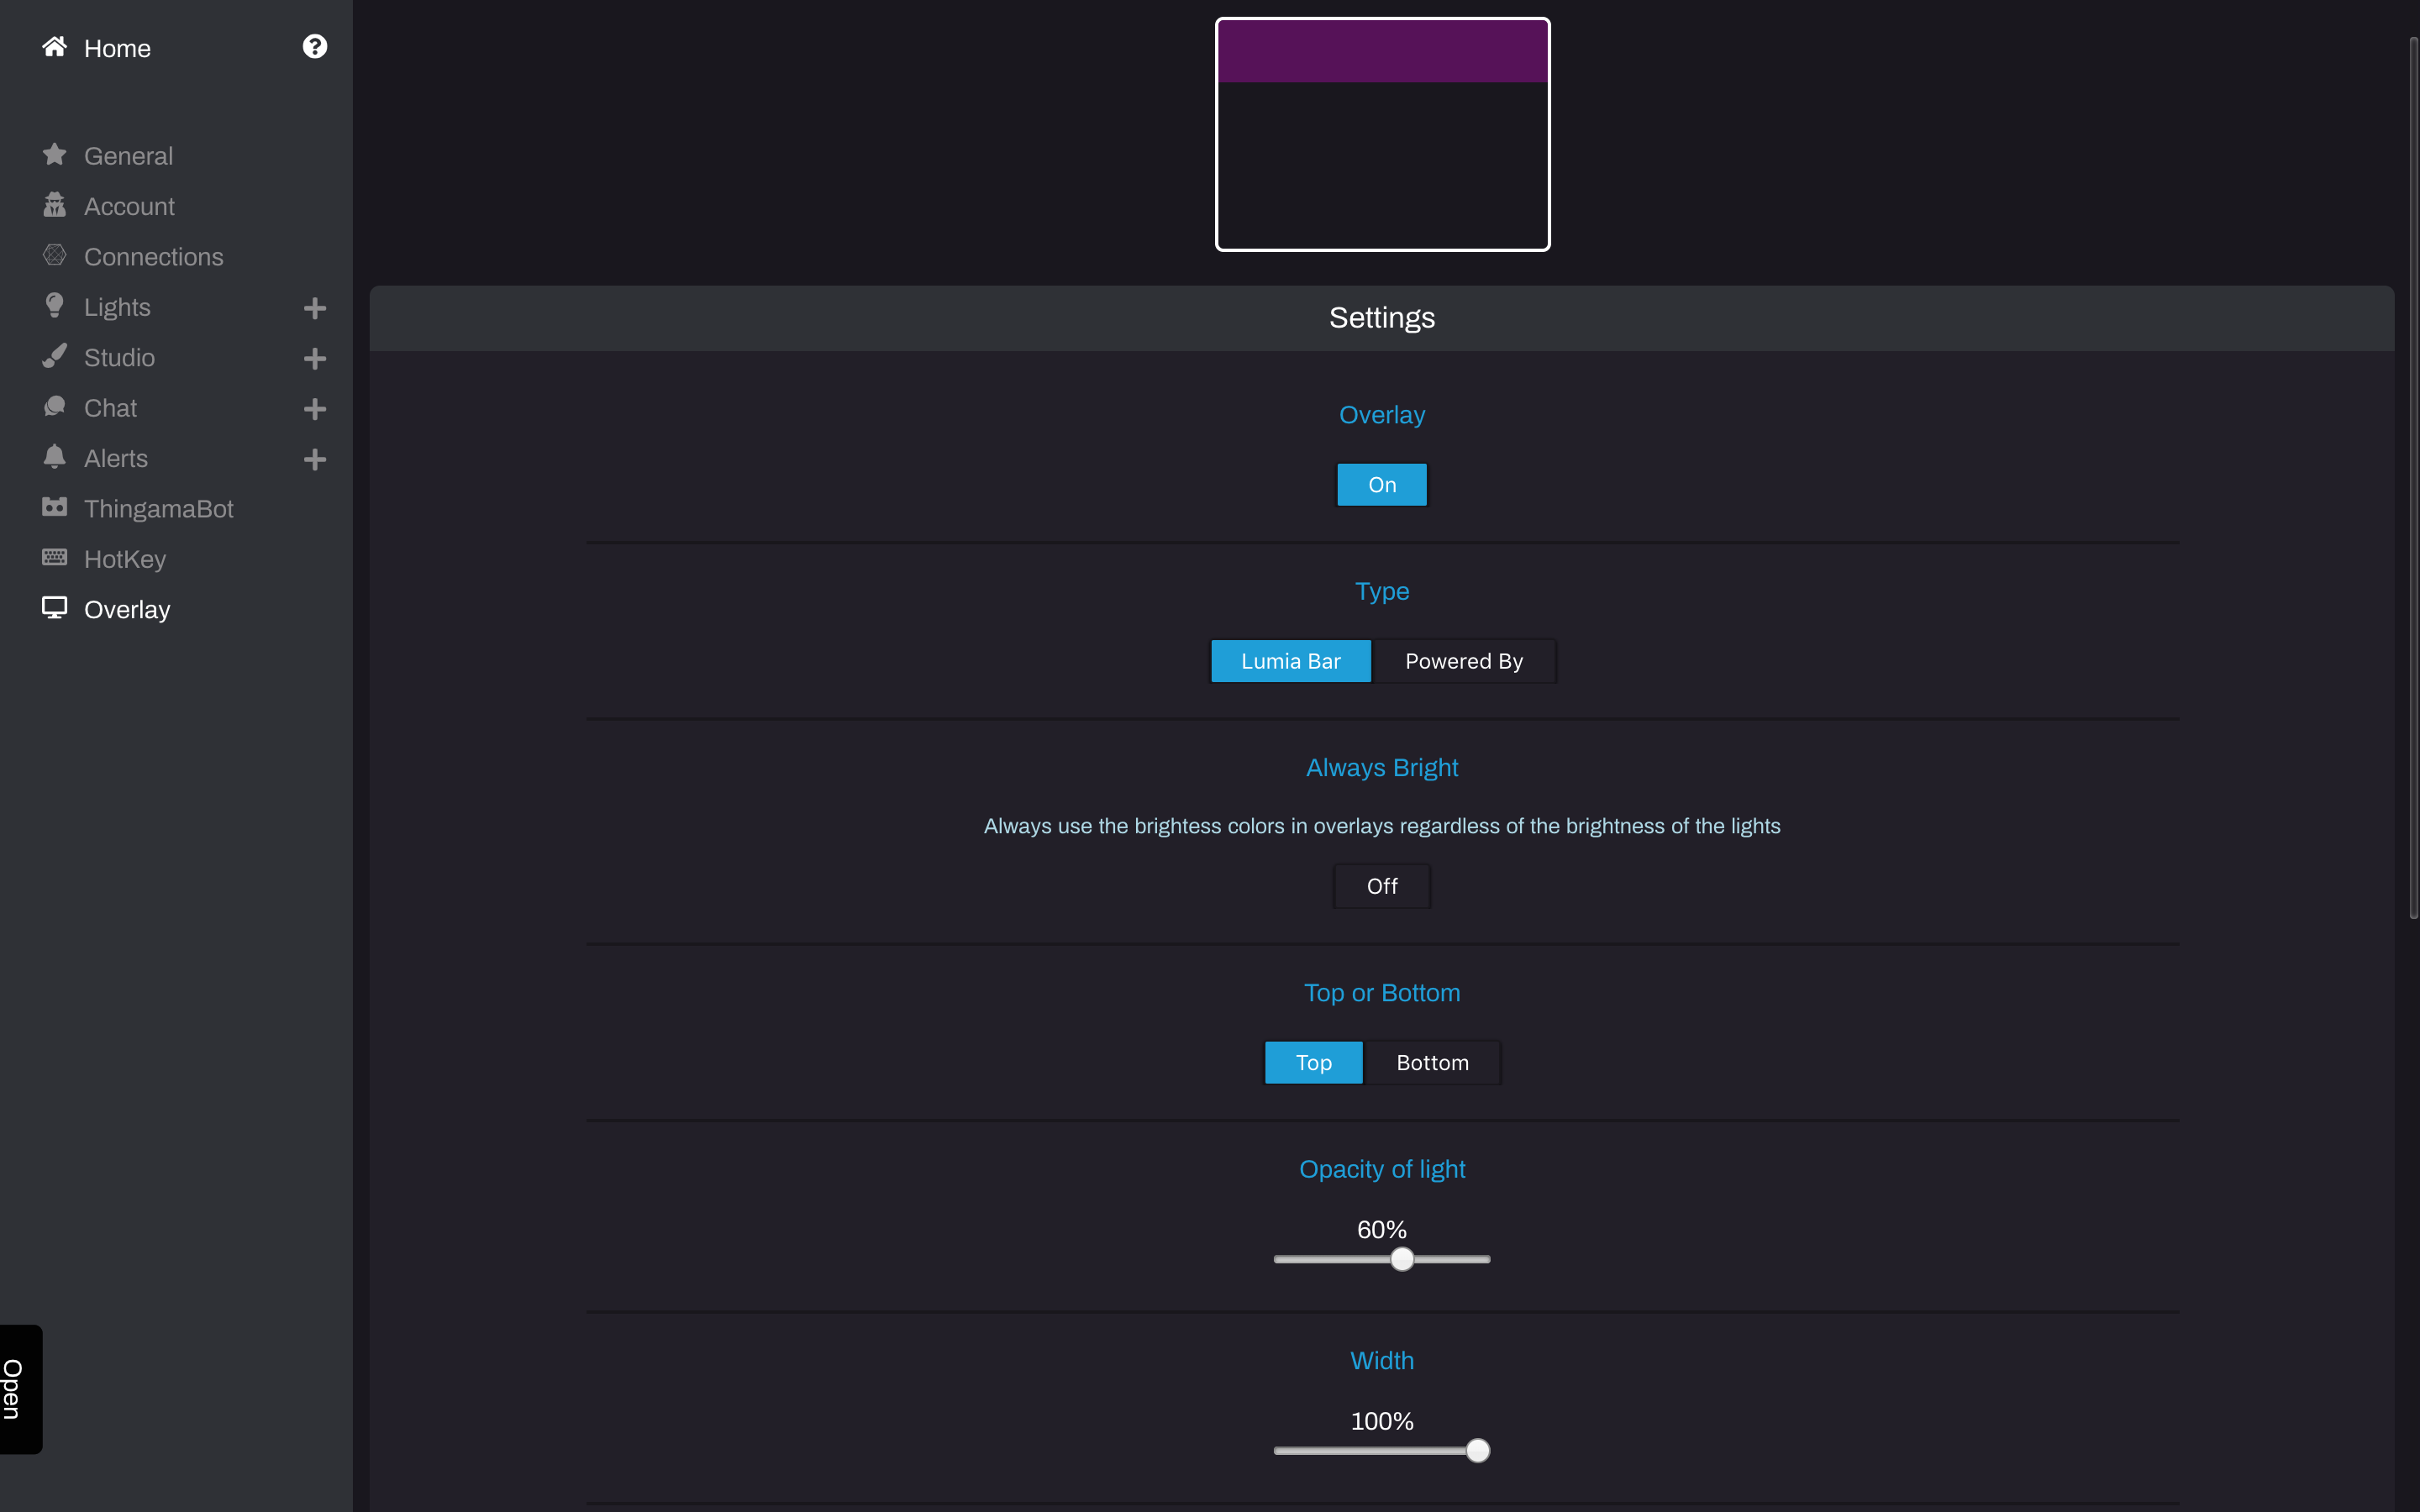 Home
General
Account
Connections
Lights
Studio
Chat
Alerts
ThingamaBot
HotKey
Overlay
Open
Settings
Overlay
On
Type
Lumia Bar Powered By
Always Bright
Always use the brightess colors in overlays regardless of the brightness of the lights
Off
Top or Bottom
Top Bottom
Opacity of light
60%
Width
100%